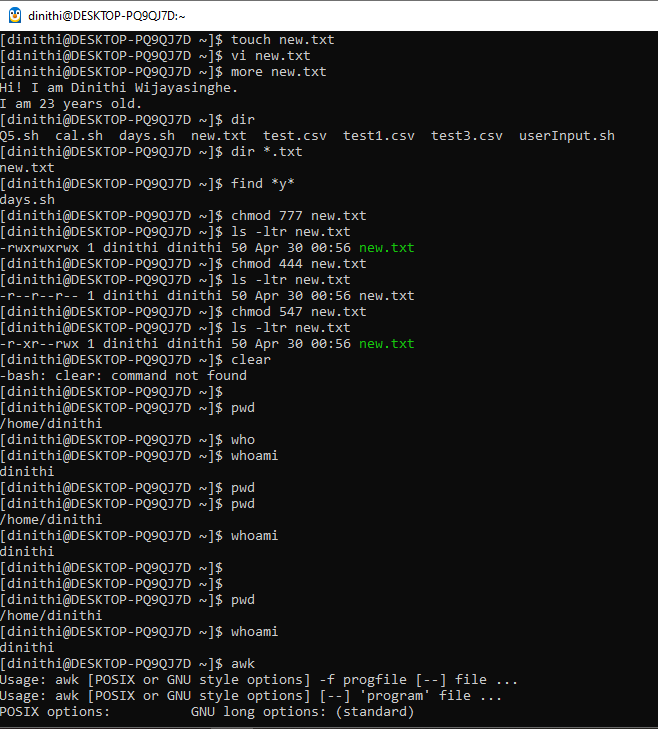 dinithi@DESKTOP-PQ9QJ7D:~
[dinithi@DESKTOP-PQ9QJ7D ~]$ touch new.txt
[dinithi@DESKTOP-PQ9QJ7D ~]$ vi new.txt
[dinithi@DESKTOP-PQ9QJ7D ~]$ more new.txt
Hi! I am Dinithi Wijayasinghe.
I am 23 years old.
[dinithi@DESKTOP-PQ9QJ7D ~]$ dir
Q5.sh  cal.sh  days.sh  new.txt  test.csv  test1.csv  test3.csv  userInput.sh
[dinithi@DESKTOP-PQ9QJ7D ~]$ dir *.txt
new.txt
[dinithi@DESKTOP-PQ9QJ7D ~]$ find *y*
days.sh
[dinithi@DESKTOP-PQ9QJ7D ~]$ chmod 777 new.txt
[dinithi@DESKTOP-PQ9QJ7D ~]$ ls -ltr new.txt
-rwxrwxrwx 1 dinithi dinithi 50 Apr 30 00:56 new.txt
[dinithi@DESKTOP-PQ9QJ7D ~]$ chmod 444 new.txt
[dinithi@DESKTOP-PQ9QJ7D ~]$ ls -ltr new.txt
-r--r--r-- 1 dinithi dinithi 50 Apr 30 00:56 new.txt
[dinithi@DESKTOP-PQ9QJ7D ~]$ chmod 547 new.txt
[dinithi@DESKTOP-PQ9QJ7D ~]$ ls -ltr new.txt
-r-xr--rwx 1 dinithi dinithi 50 Apr 30 00:56 new.txt
[dinithi@DESKTOP-PQ9QJ7D ~]$ clear
-bash: clear: command not found
[dinithi@DESKTOP-PQ9QJ7D ~]$
[dinithi@DESKTOP-PQ9QJ7D ~]$ pwd
/home/dinithi
[dinithi@DESKTOP-PQ9QJ7D ~]$ who
[dinithi@DESKTOP-PQ9QJ7D ~]$ whoami
dinithi
[dinithi@DESKTOP-PQ9QJ7D ~]$ pwd
[dinithi@DESKTOP-PQ9QJ7D ~]$ pwd
/home/dinithi
[dinithi@DESKTOP-PQ9QJ7D ~]$ whoami
dinithi
[dinithi@DESKTOP-PQ9QJ7D ~]$
[dinithi@DESKTOP-PQ9QJ7D ~]$
[dinithi@DESKTOP-PQ9QJ7D ~]$ pwd
/home/dinithi
[dinithi@DESKTOP-PQ9QJ7D ~]$ whoami
dinithi
[dinithi@DESKTOP-PQ9QJ7D ~]$ awk
Usage: awk [POSIX or GNU style options] -f progfile [--] file ...
Usage: awk [POSIX or GNU style options] [--] 'program' file ...
POSIX options:          GNU long options: (standard)